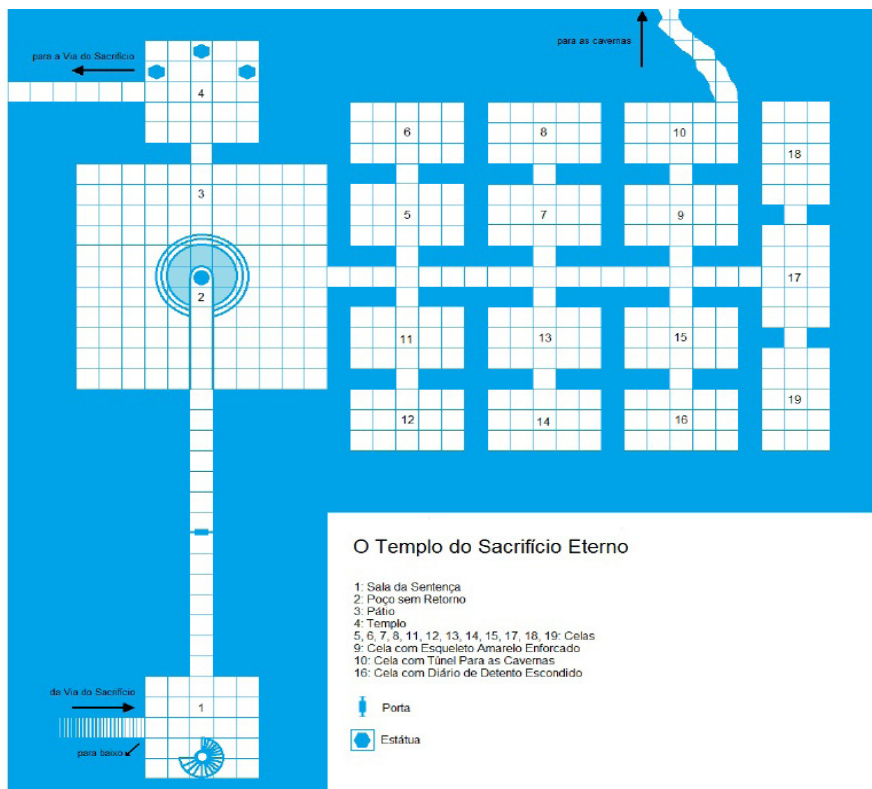 para a Via do Sacrifício
para as cavernas
4
6
8
10
18
3
5
7
9
2
17
11
13
15
19
12
14
16
O Templo do Sacrifício Eterno
1: Sala da Sentença
2: Poço sem Retorno
3: Pátio
4: Templo
5, 6, 7, 8, 11, 12, 13, 14, 15, 17, 18, 19: Celas
9: Cela com Esqueleto Amarelo Enforcado
10: Cela com Túnel Para as Cavernas
16: Cela com Diário de Detento Escondido
da Via do Sacrifício
1
para baixo
Porta
Estátua